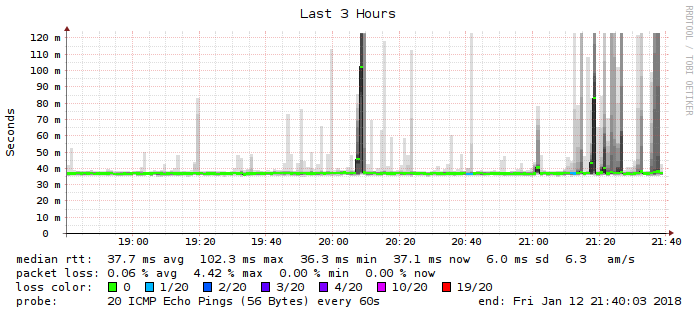 Last 3 Hours
RRDTOOL / TOBI OETIKER
Seconds
120 m
110 m
100 m
90 m
80 m
70 m
60 m
50 m
40 m
30 m
20 m
10 m
0
19:00 19:20 19:40 20:00 20:20 20:40 21:00 21:20 21:40
median rtt: 37.7 ms avg 102.3 ms max 36.3 ms min 37.1 ms now 6.0 ms sd 6.3 am/s
packet loss: 0.06 % avg 4.42 % max 0.00 % min 0.00 % now
loss color: 0 1/20 2/20 3/20 4/20 10/20 19/20
probe: 20 ICMP Echo Pings (56 Bytes) every 60s end: Fri Jan 12 21:40:03 2018